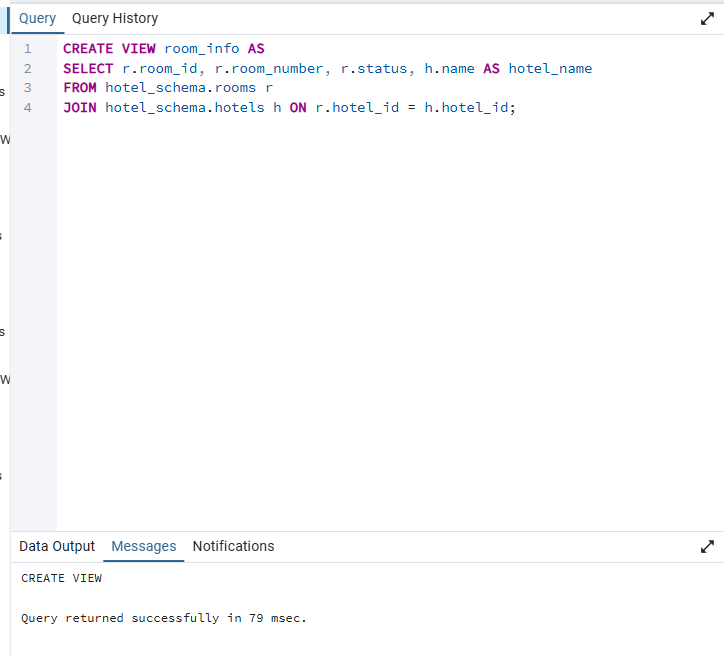 Query Query History
1 CREATE VIEW room_info AS
2 SELECT r.room_id, r.room_number, r.status, h.name AS hotel_name
3 FROM hotel_schema.rooms r
4 JOIN hotel_schema.hotels h ON r.hotel_id = h.hotel_id;
s
W
s
s
W
s
Data Output Messages Notifications
CREATE VIEW
Query returned successfully in 79 msec.